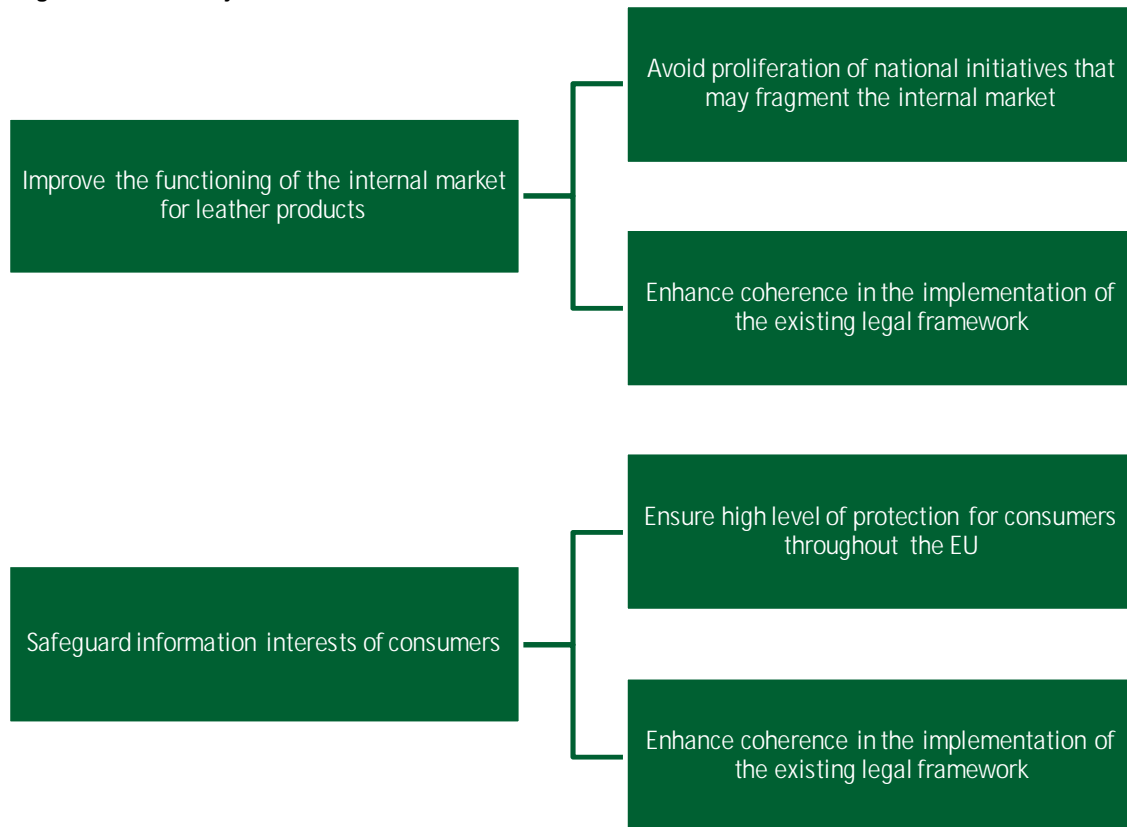 Avoid proliferation of national initiatives that
may fragment the internal market
Improve the functioning of the internal market
for leather products
Enhance coherence in the implementation of
the existing legal framework
Ensure high level of protection for consumers
throughout the EU
Safeguard information interests of consumers
Enhance coherence in the implementation of
the existing legal framework